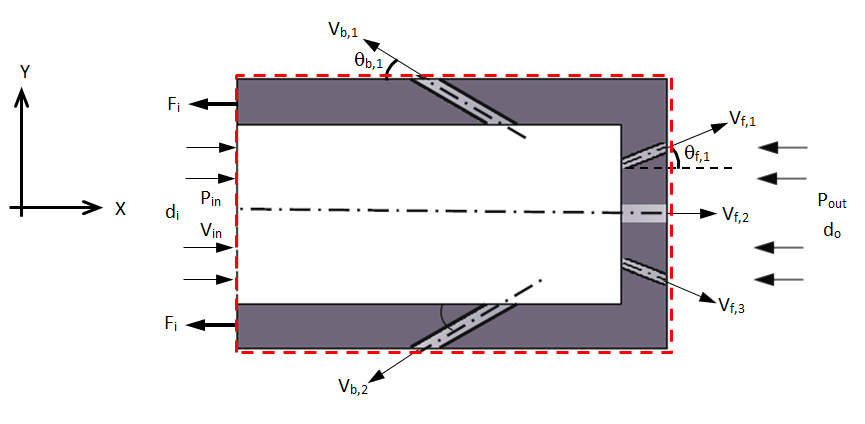 V_b,1
Y
θ_b,1
F_i
V_f,1
θ_f,1
P_in
P_out
X
d_i
V_f,2
V_in
d_o
V_f,3
F_i
V_b,2